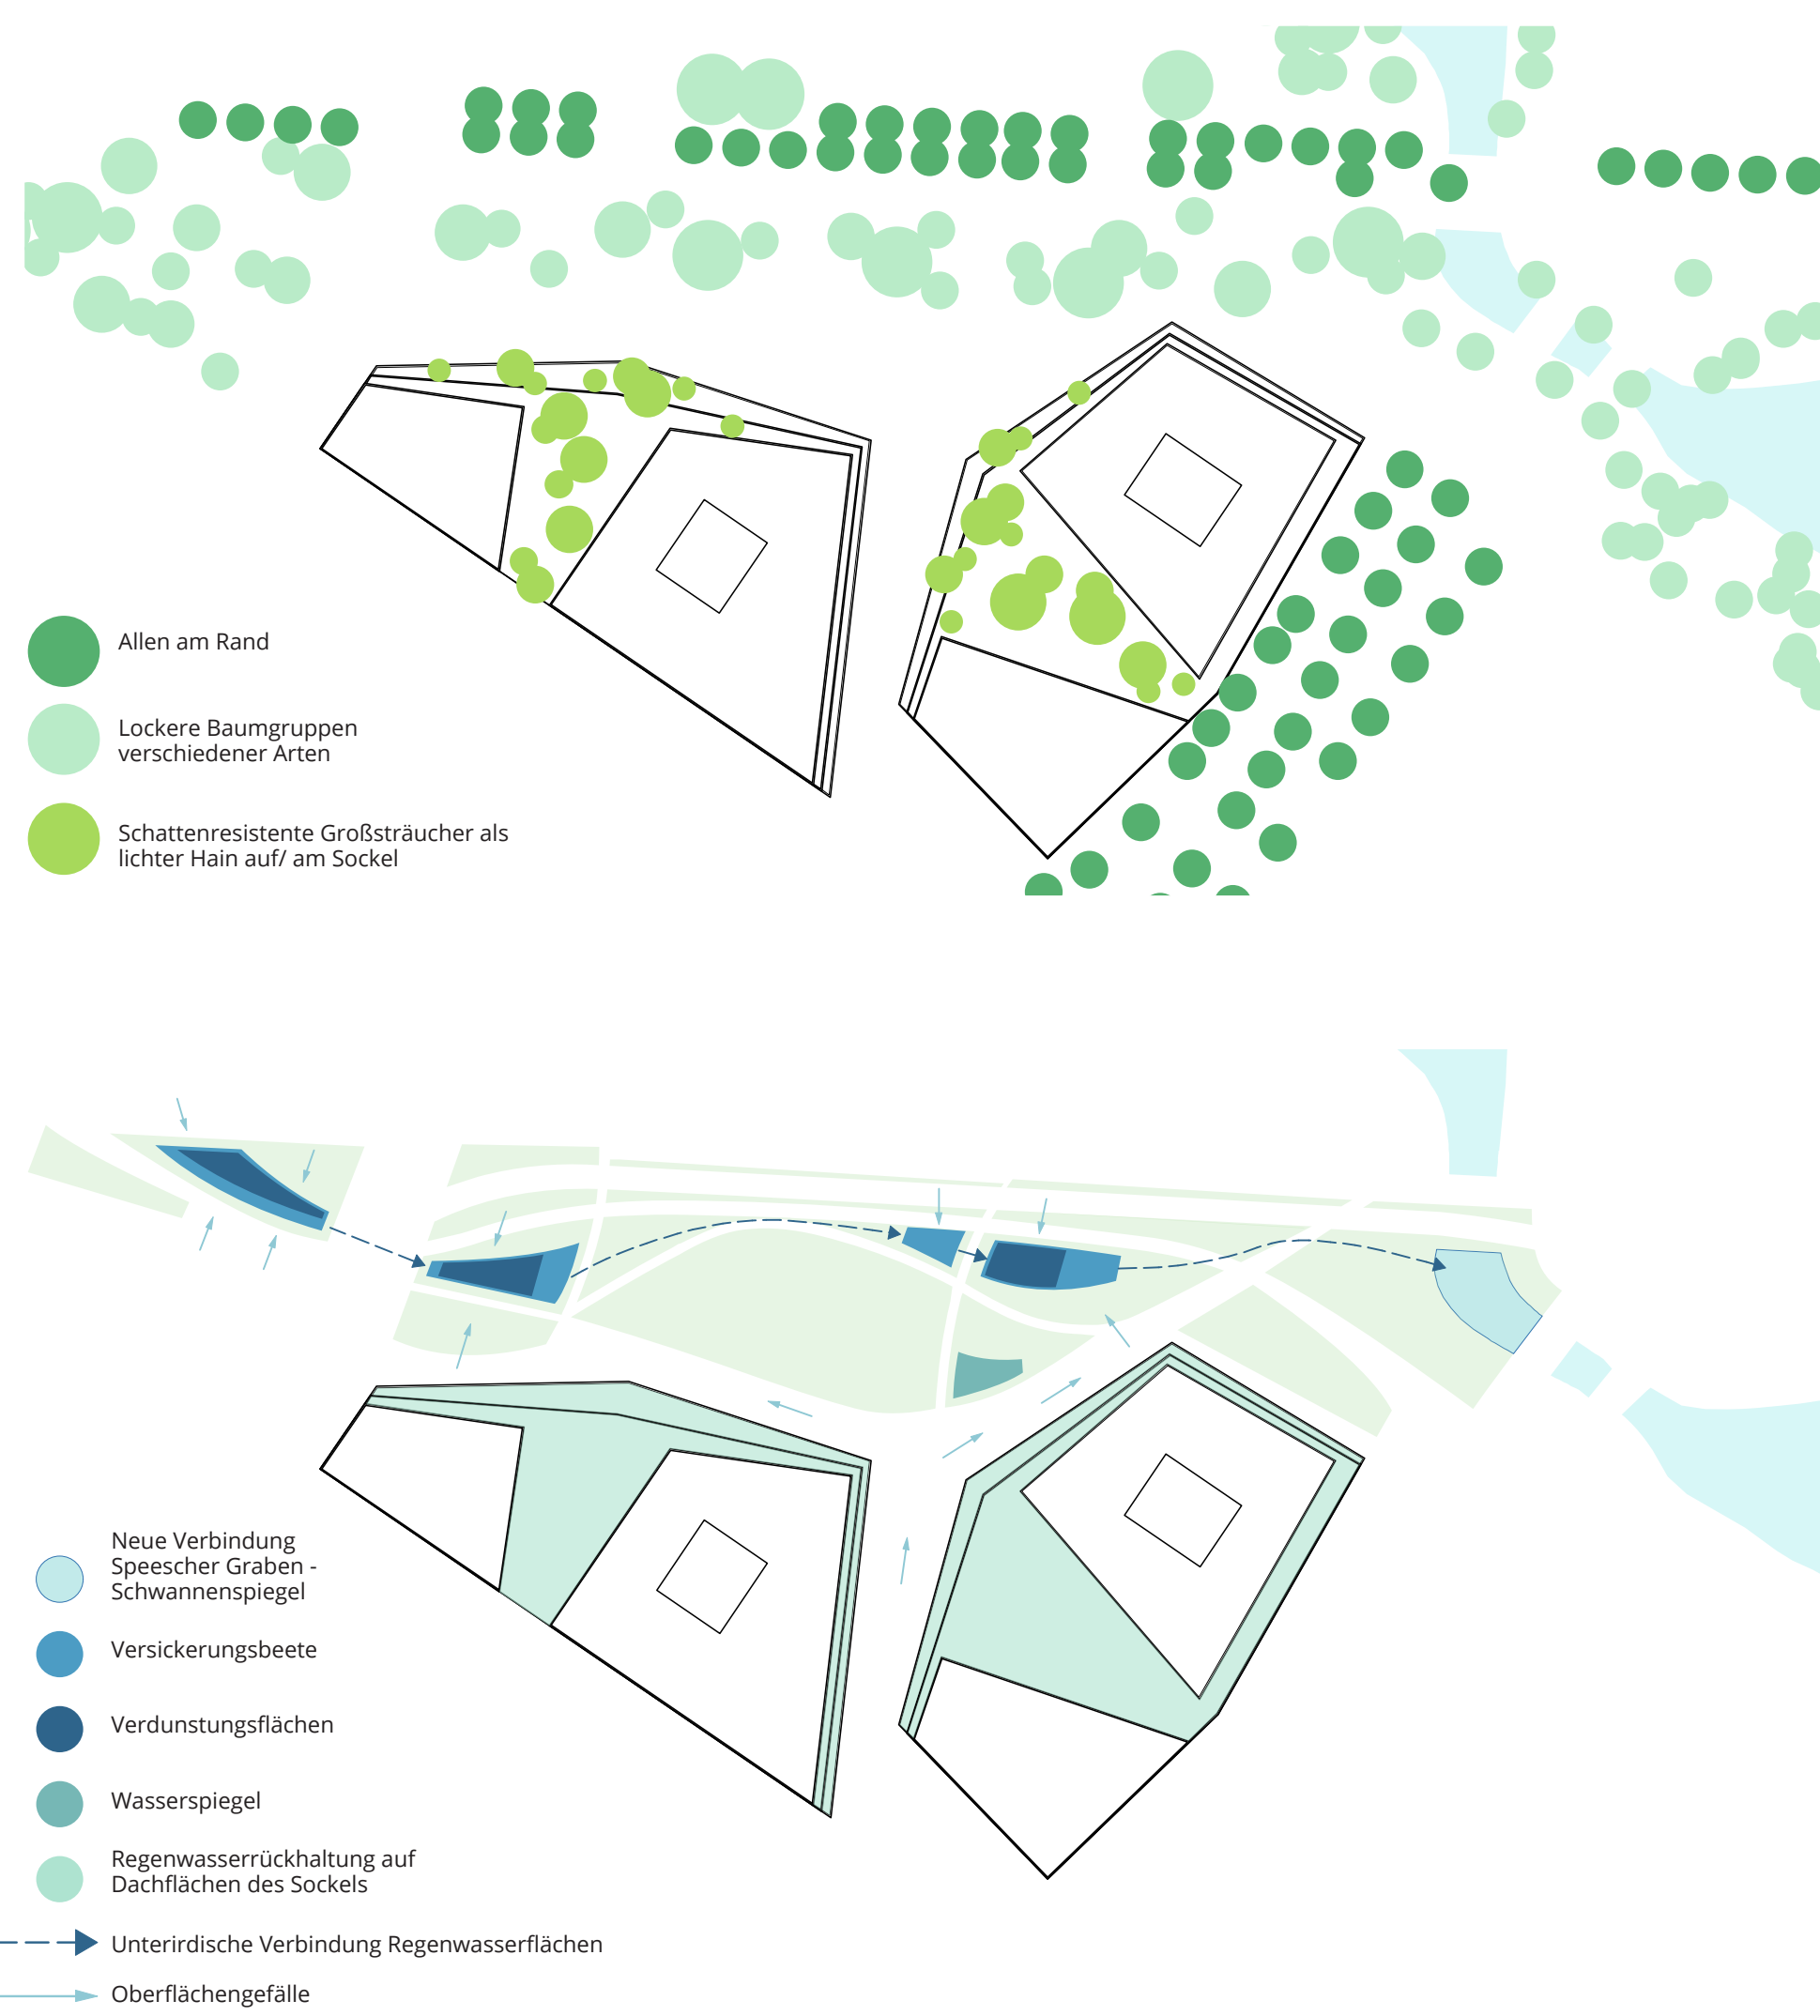 Allen am Rand
Lockere Baumgruppen
verschiedener Arten
Schattenresistente Großsträucher als
lichter Hain auf/ am Sockel
Neue Verbindung
Speescher Graben -
Schwannenspiegel
Versickerungsbeete
Verdunstungsflächen
Wasserspiegel
Regenwasserrückhaltung auf
Dachflächen des Sockels
Unterirdische Verbindung Regenwasserflächen
Oberflächengefälle